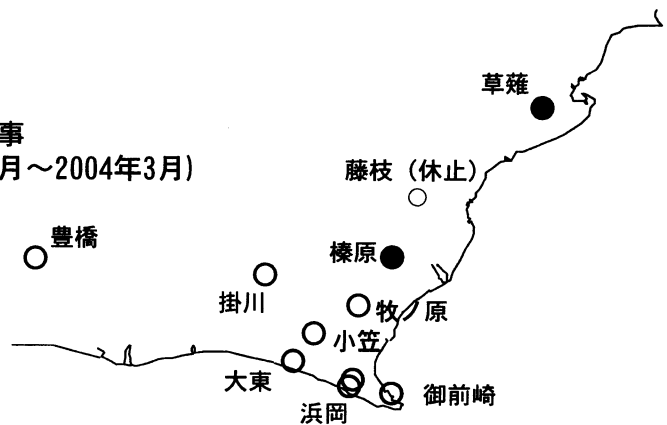 草薙
事
月～2004年3月)
藤枝（休止）
豊橋
榛原
掛川
牧ノ原
小笠
大東
御前崎
浜岡